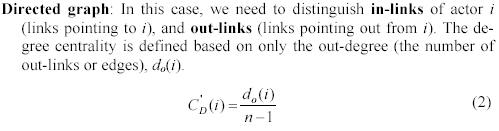 Directed graph: In this case, we need to distinguish in-links of actor i
(links pointing to i), and out-links (links pointing out from i). The de-
gree centrality is defined based on only the out-degree (the number of
out-links or edges), dₒ(i).
C'_D(i) = dₒ(i) / (n − 1) (2)